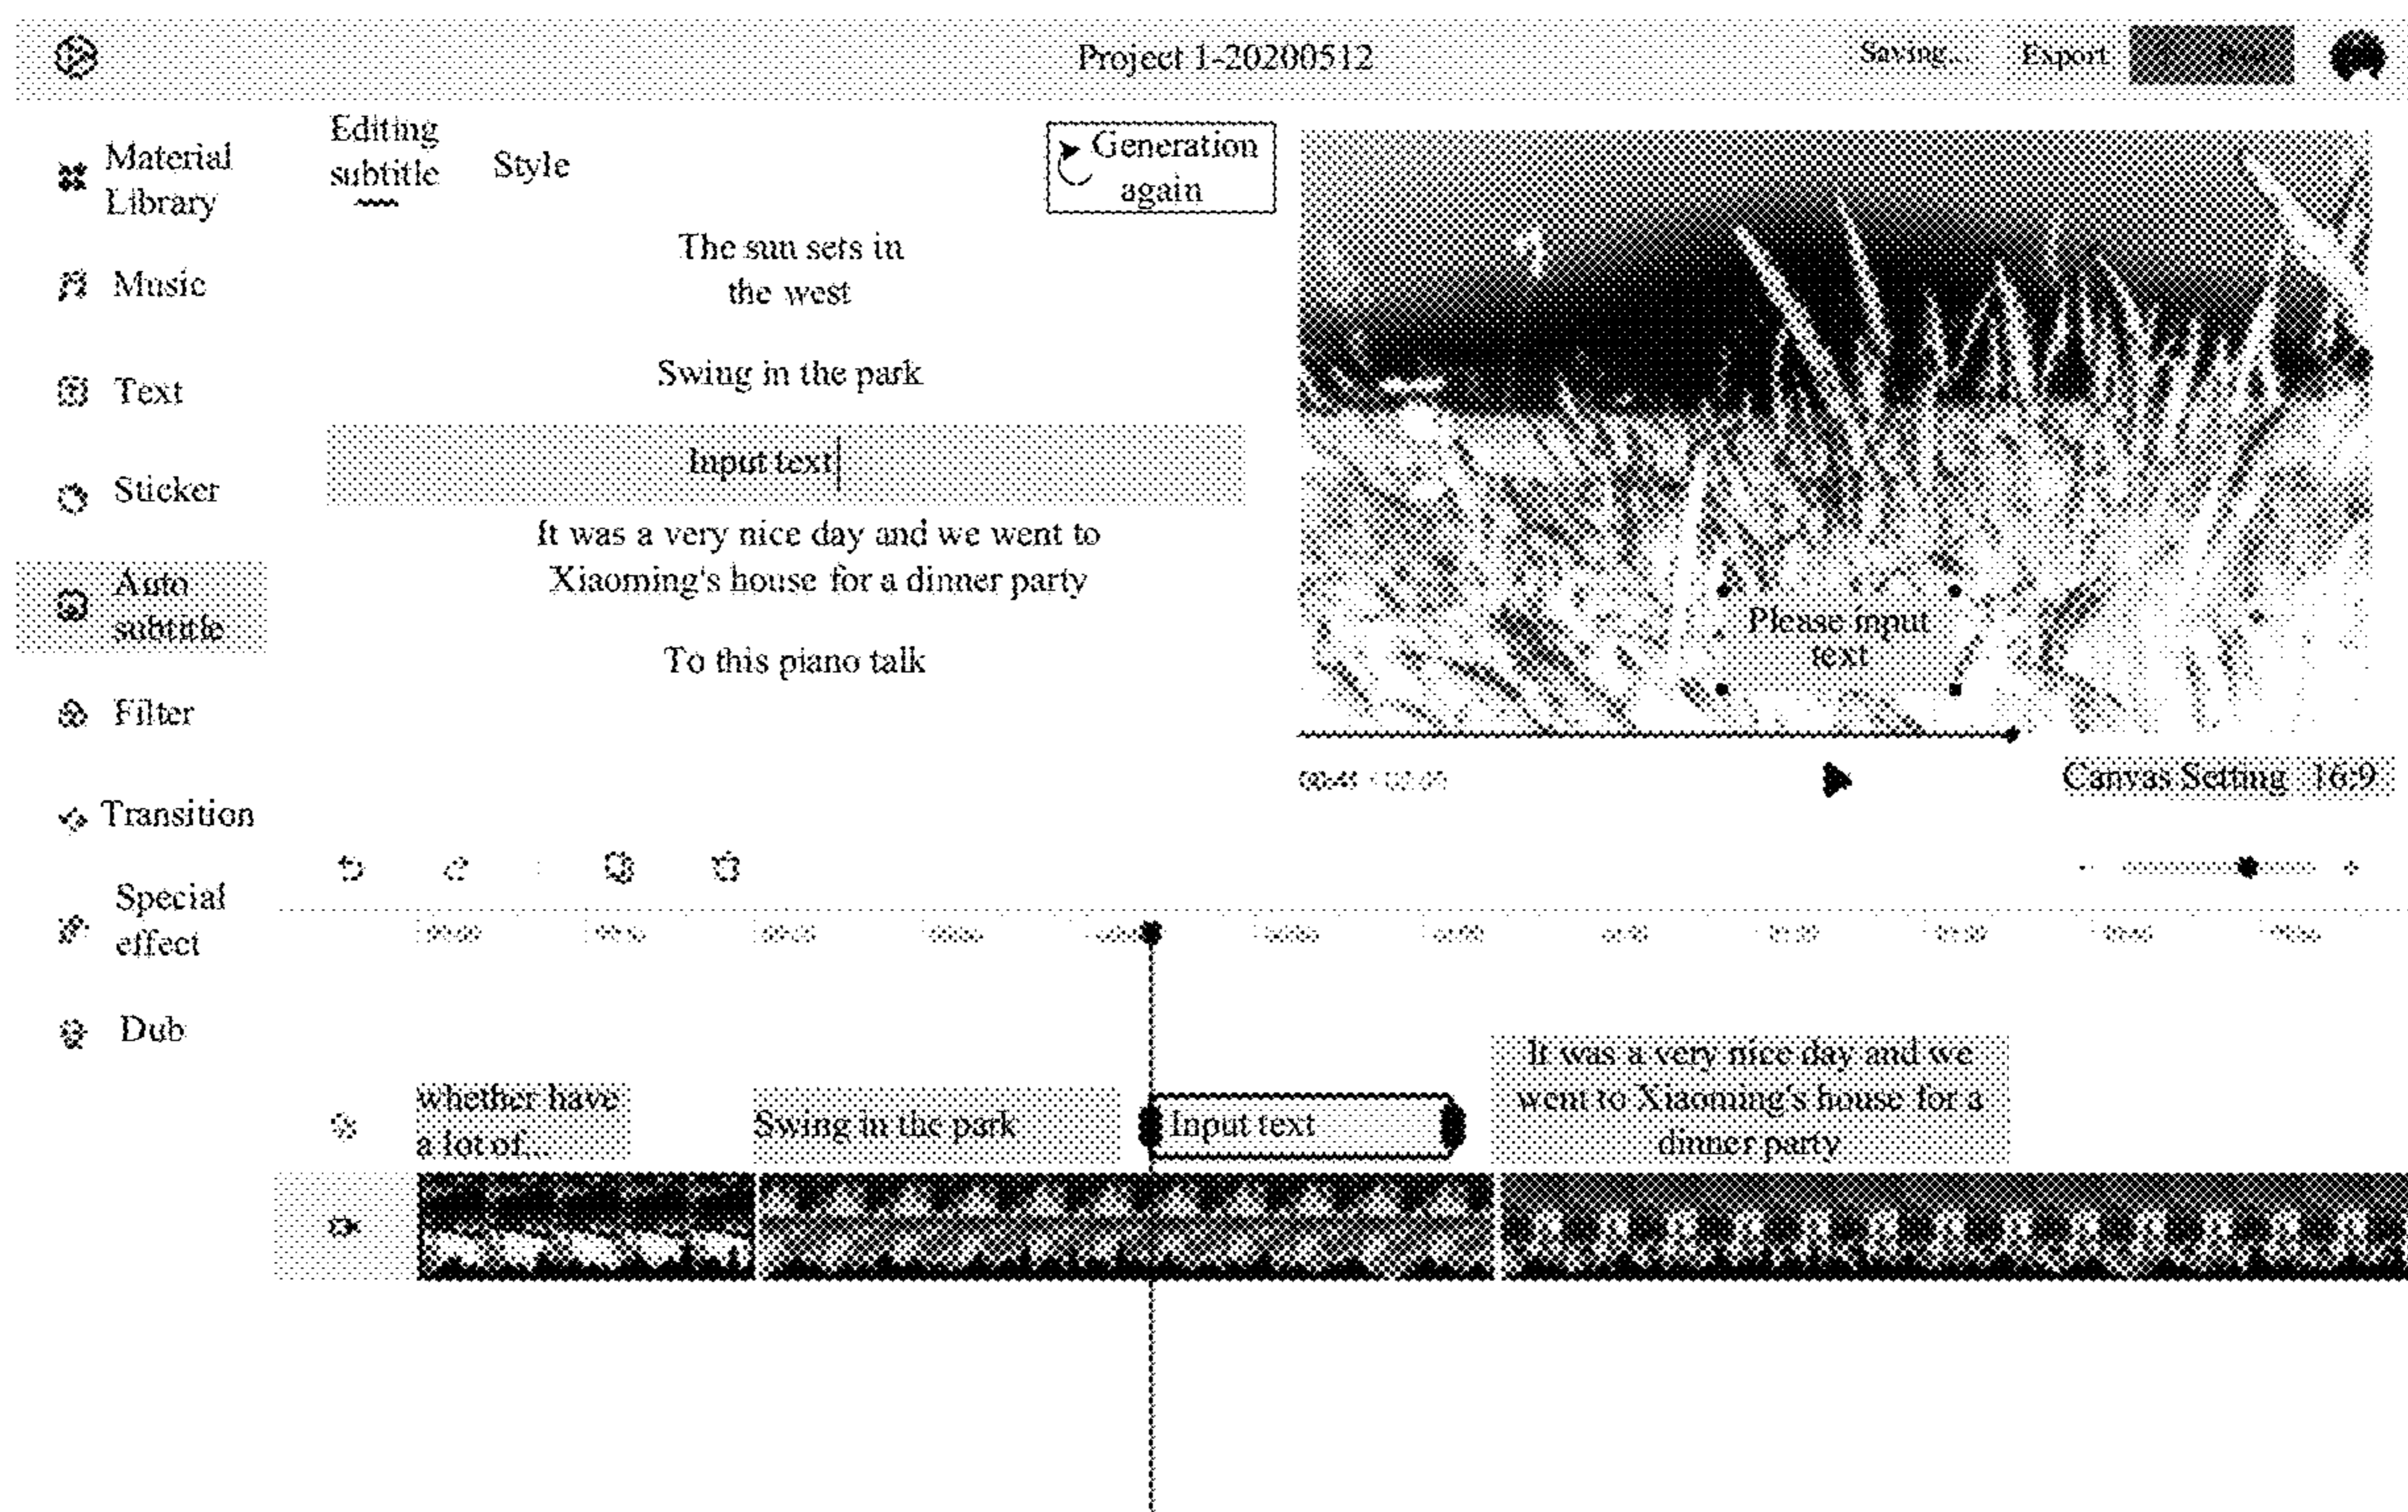 Project 1-20200512
Saving...
Export
Material
Library
Music
Text
Sticker
Auto
subtitle
Filter
Transition
Special
effect
Dub
Editing
subtitle
Style
Generation
again
The sun sets in
the west
Swing in the park
Input text
It was a very nice day and we went to
Xiaoming's house for a dinner party
To this piano talk
Please input
text
Canvas Setting 16:9
whether have
a lot of...
Swing in the park
Input text
It was a very nice day and we
went to Xiaoming's house for a
dinner party